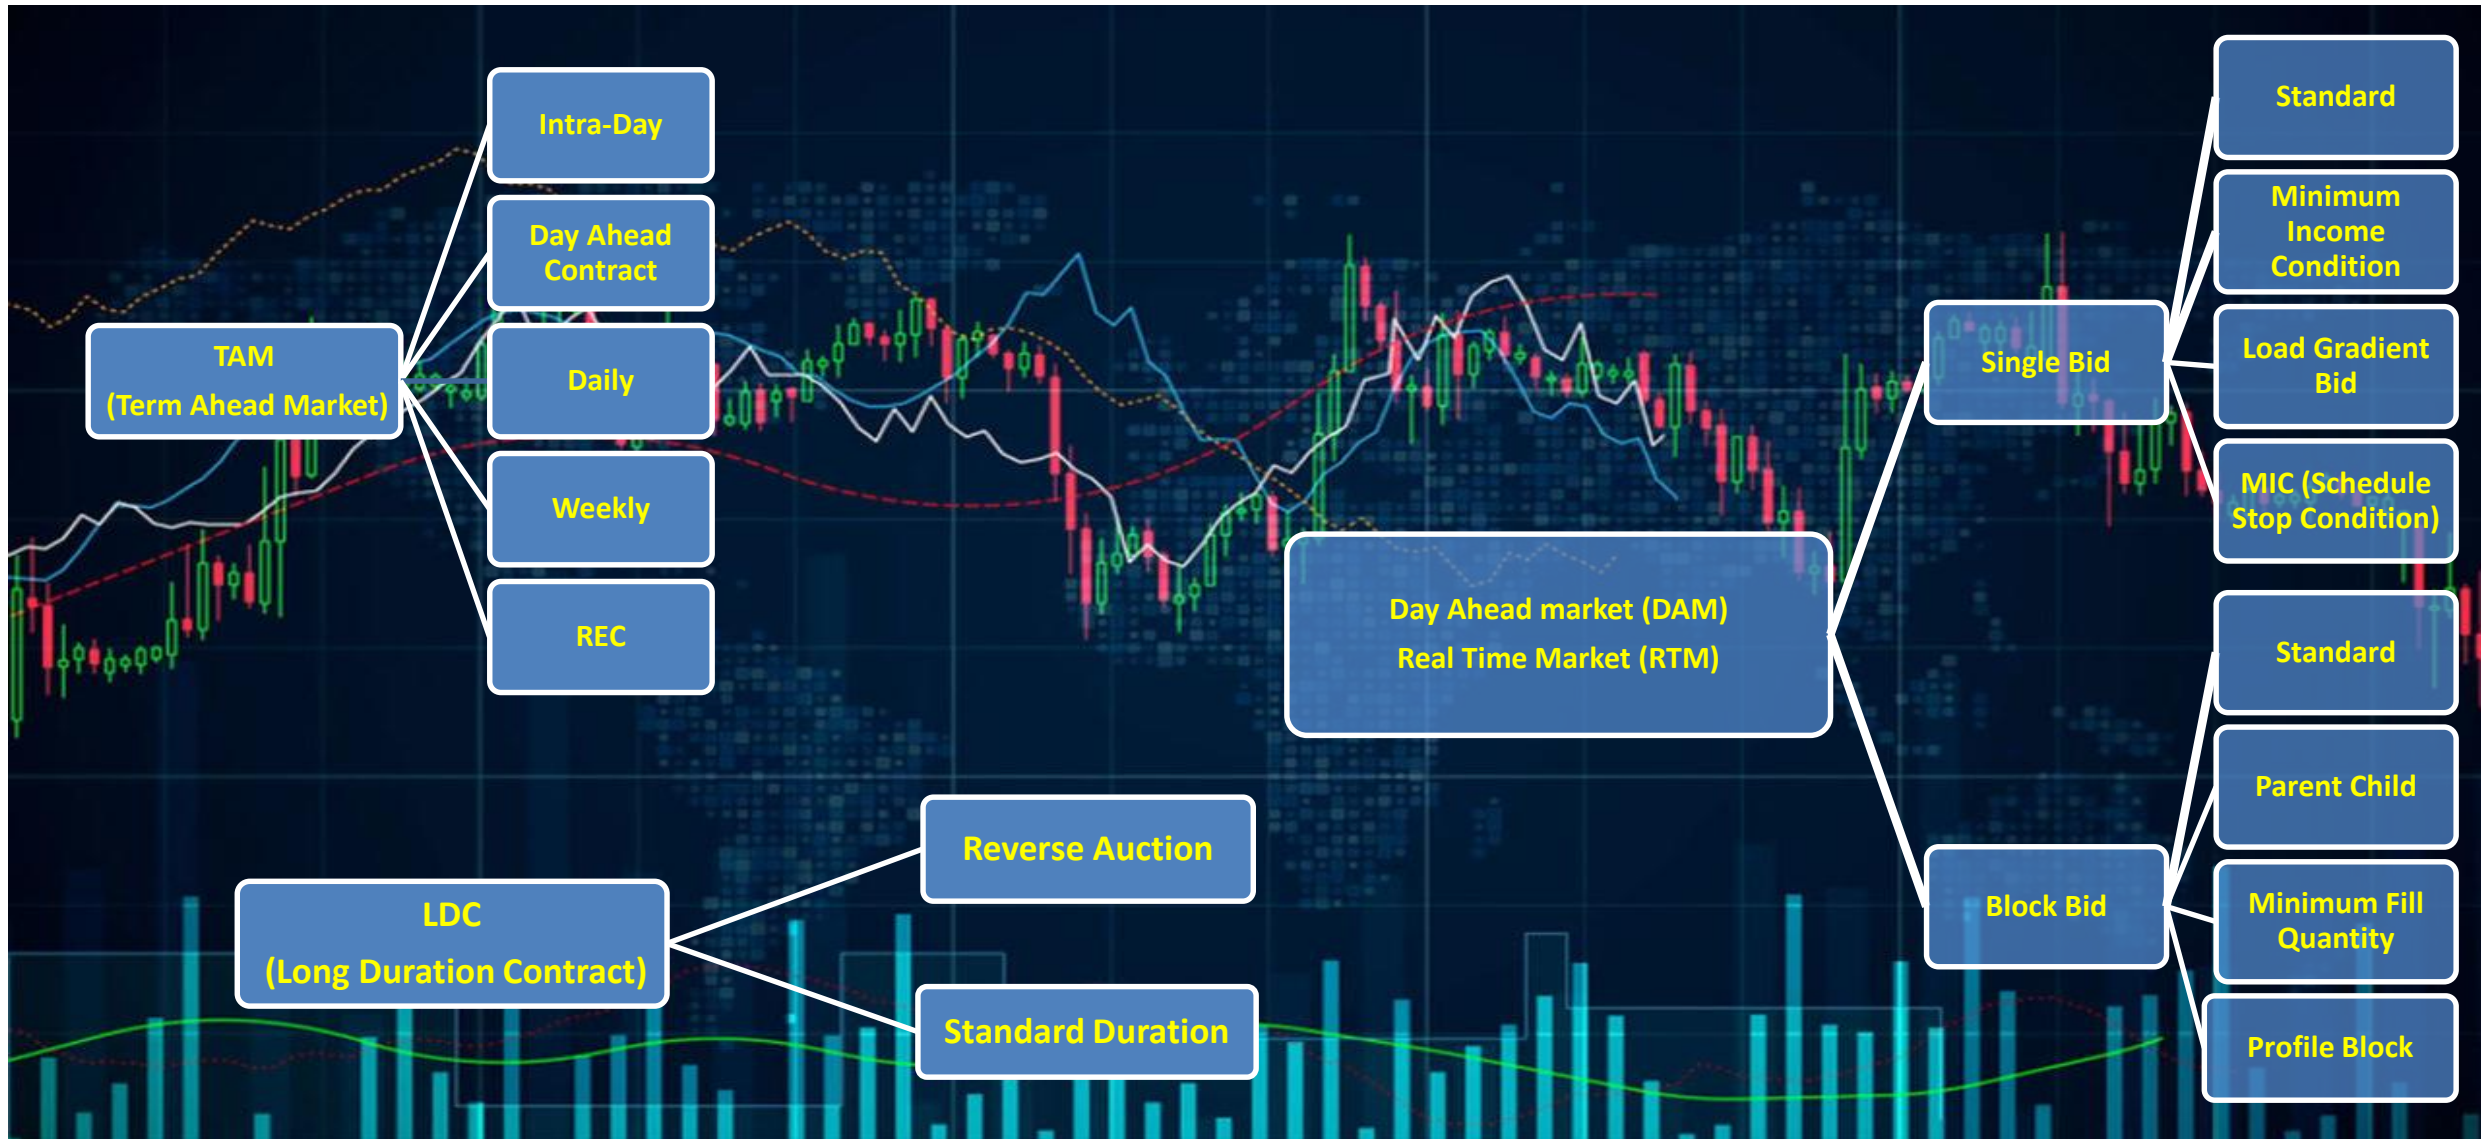 TAM
(Term Ahead Market)
Intra-Day
Day Ahead
Contract
Daily
Weekly
REC
LDC
(Long Duration Contract)
Reverse Auction
Standard Duration
Day Ahead market (DAM)
Real Time Market (RTM)
Single Bid
Standard
Minimum
Income
Condition
Load Gradient
Bid
MIC (Schedule
Stop Condition)
Block Bid
Standard
Parent Child
Minimum Fill
Quantity
Profile Block